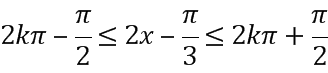 2kπ − π/2 ≤ 2x − π/3 ≤ 2kπ + π/2